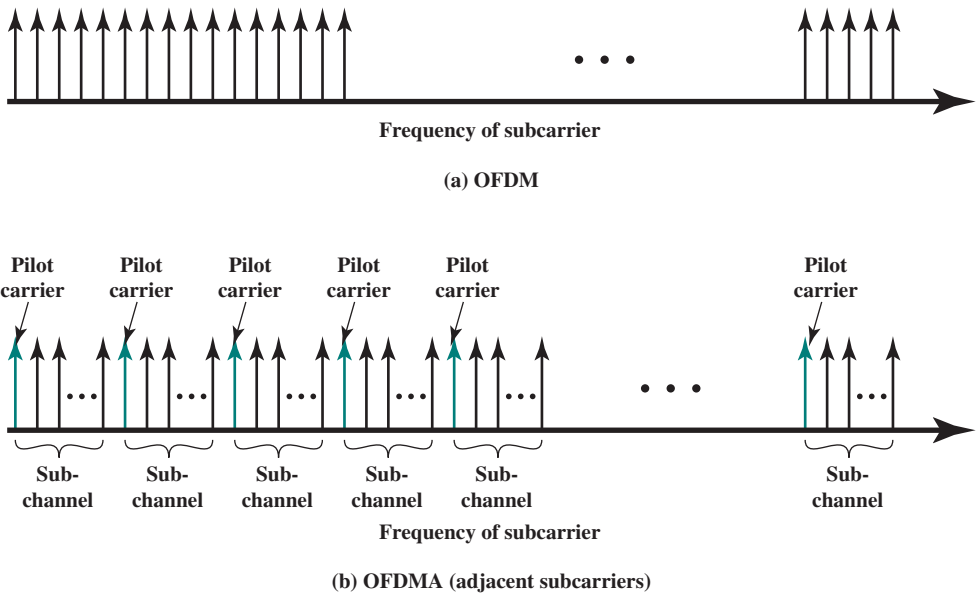 Frequency of subcarrier
(a) OFDM
Pilot
carrier
Pilot
carrier
Pilot
carrier
Pilot
carrier
Pilot
carrier
Pilot
carrier
Sub-
channel
Sub-
channel
Sub-
channel
Sub-
channel
Sub-
channel
Sub-
channel
Frequency of subcarrier
(b) OFDMA (adjacent subcarriers)